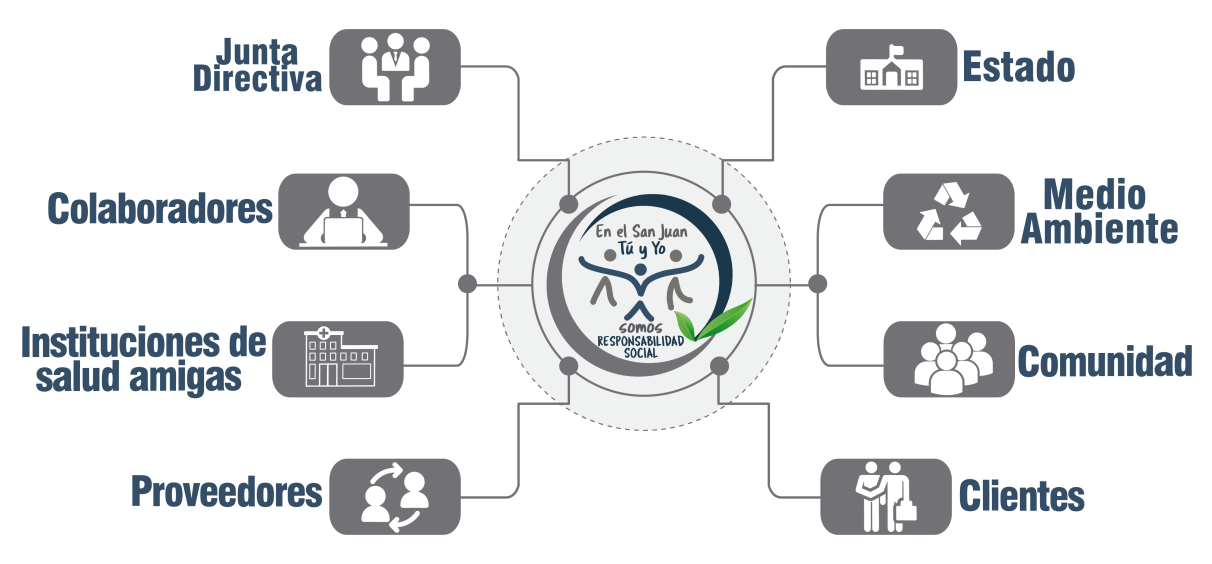 Junta
Directiva
Estado
Colaboradores
Medio
Ambiente
En el San Juan
Tú y Yo
somos
RESPONSABILIDAD
SOCIAL
Instituciones de
salud amigas
Comunidad
Proveedores
Clientes